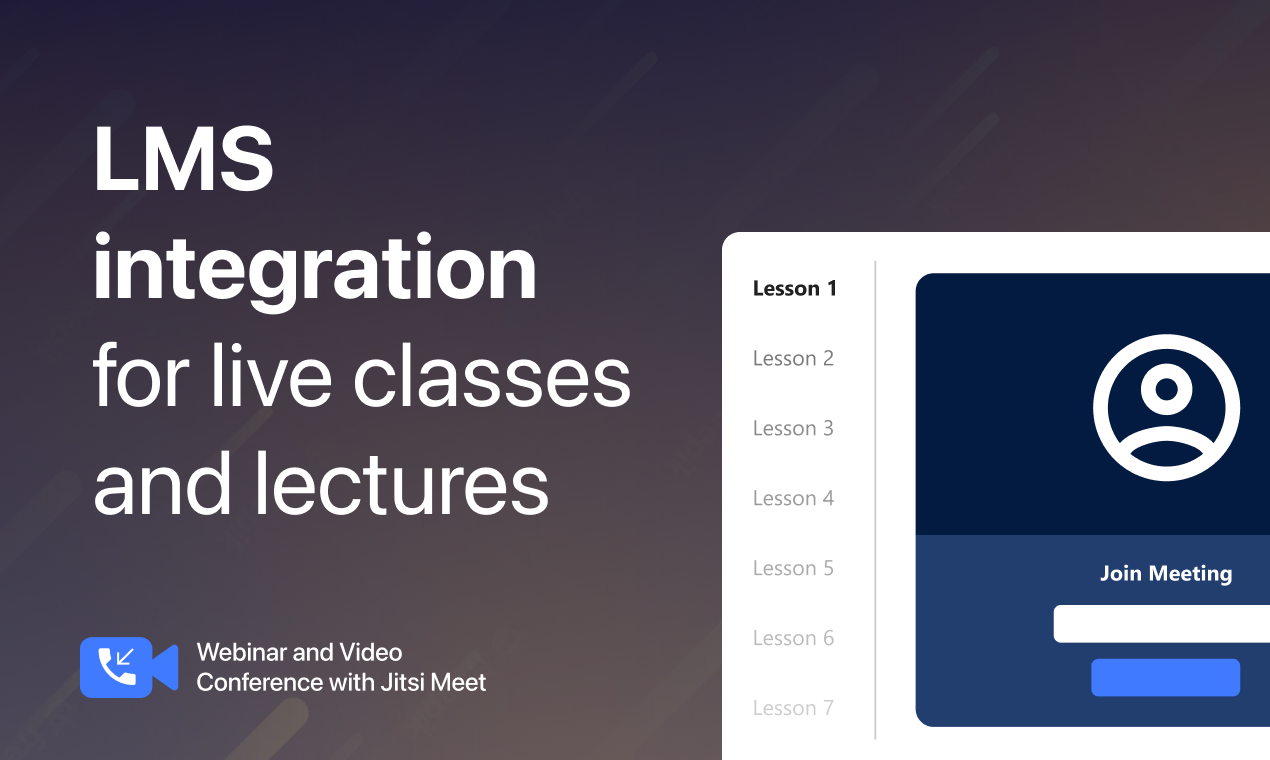 LMS
integration
for live classes
and lectures
Webinar and Video
Conference with Jitsi Meet
Lesson 1
Lesson 2
Lesson 3
Lesson 4
Lesson 5
Lesson 6
Lesson 7
Join Meeting